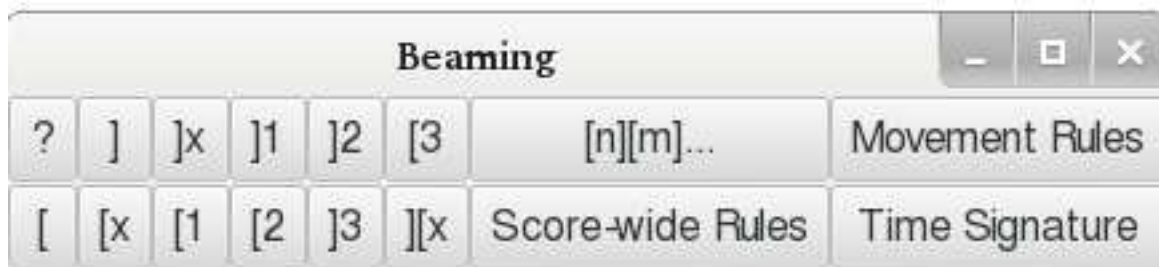 Beaming
? ] ]x ]1 ]2 [3 [n][m]... Movement Rules
[ [x [1 [2 ]3 ][x Score-wide Rules Time Signature